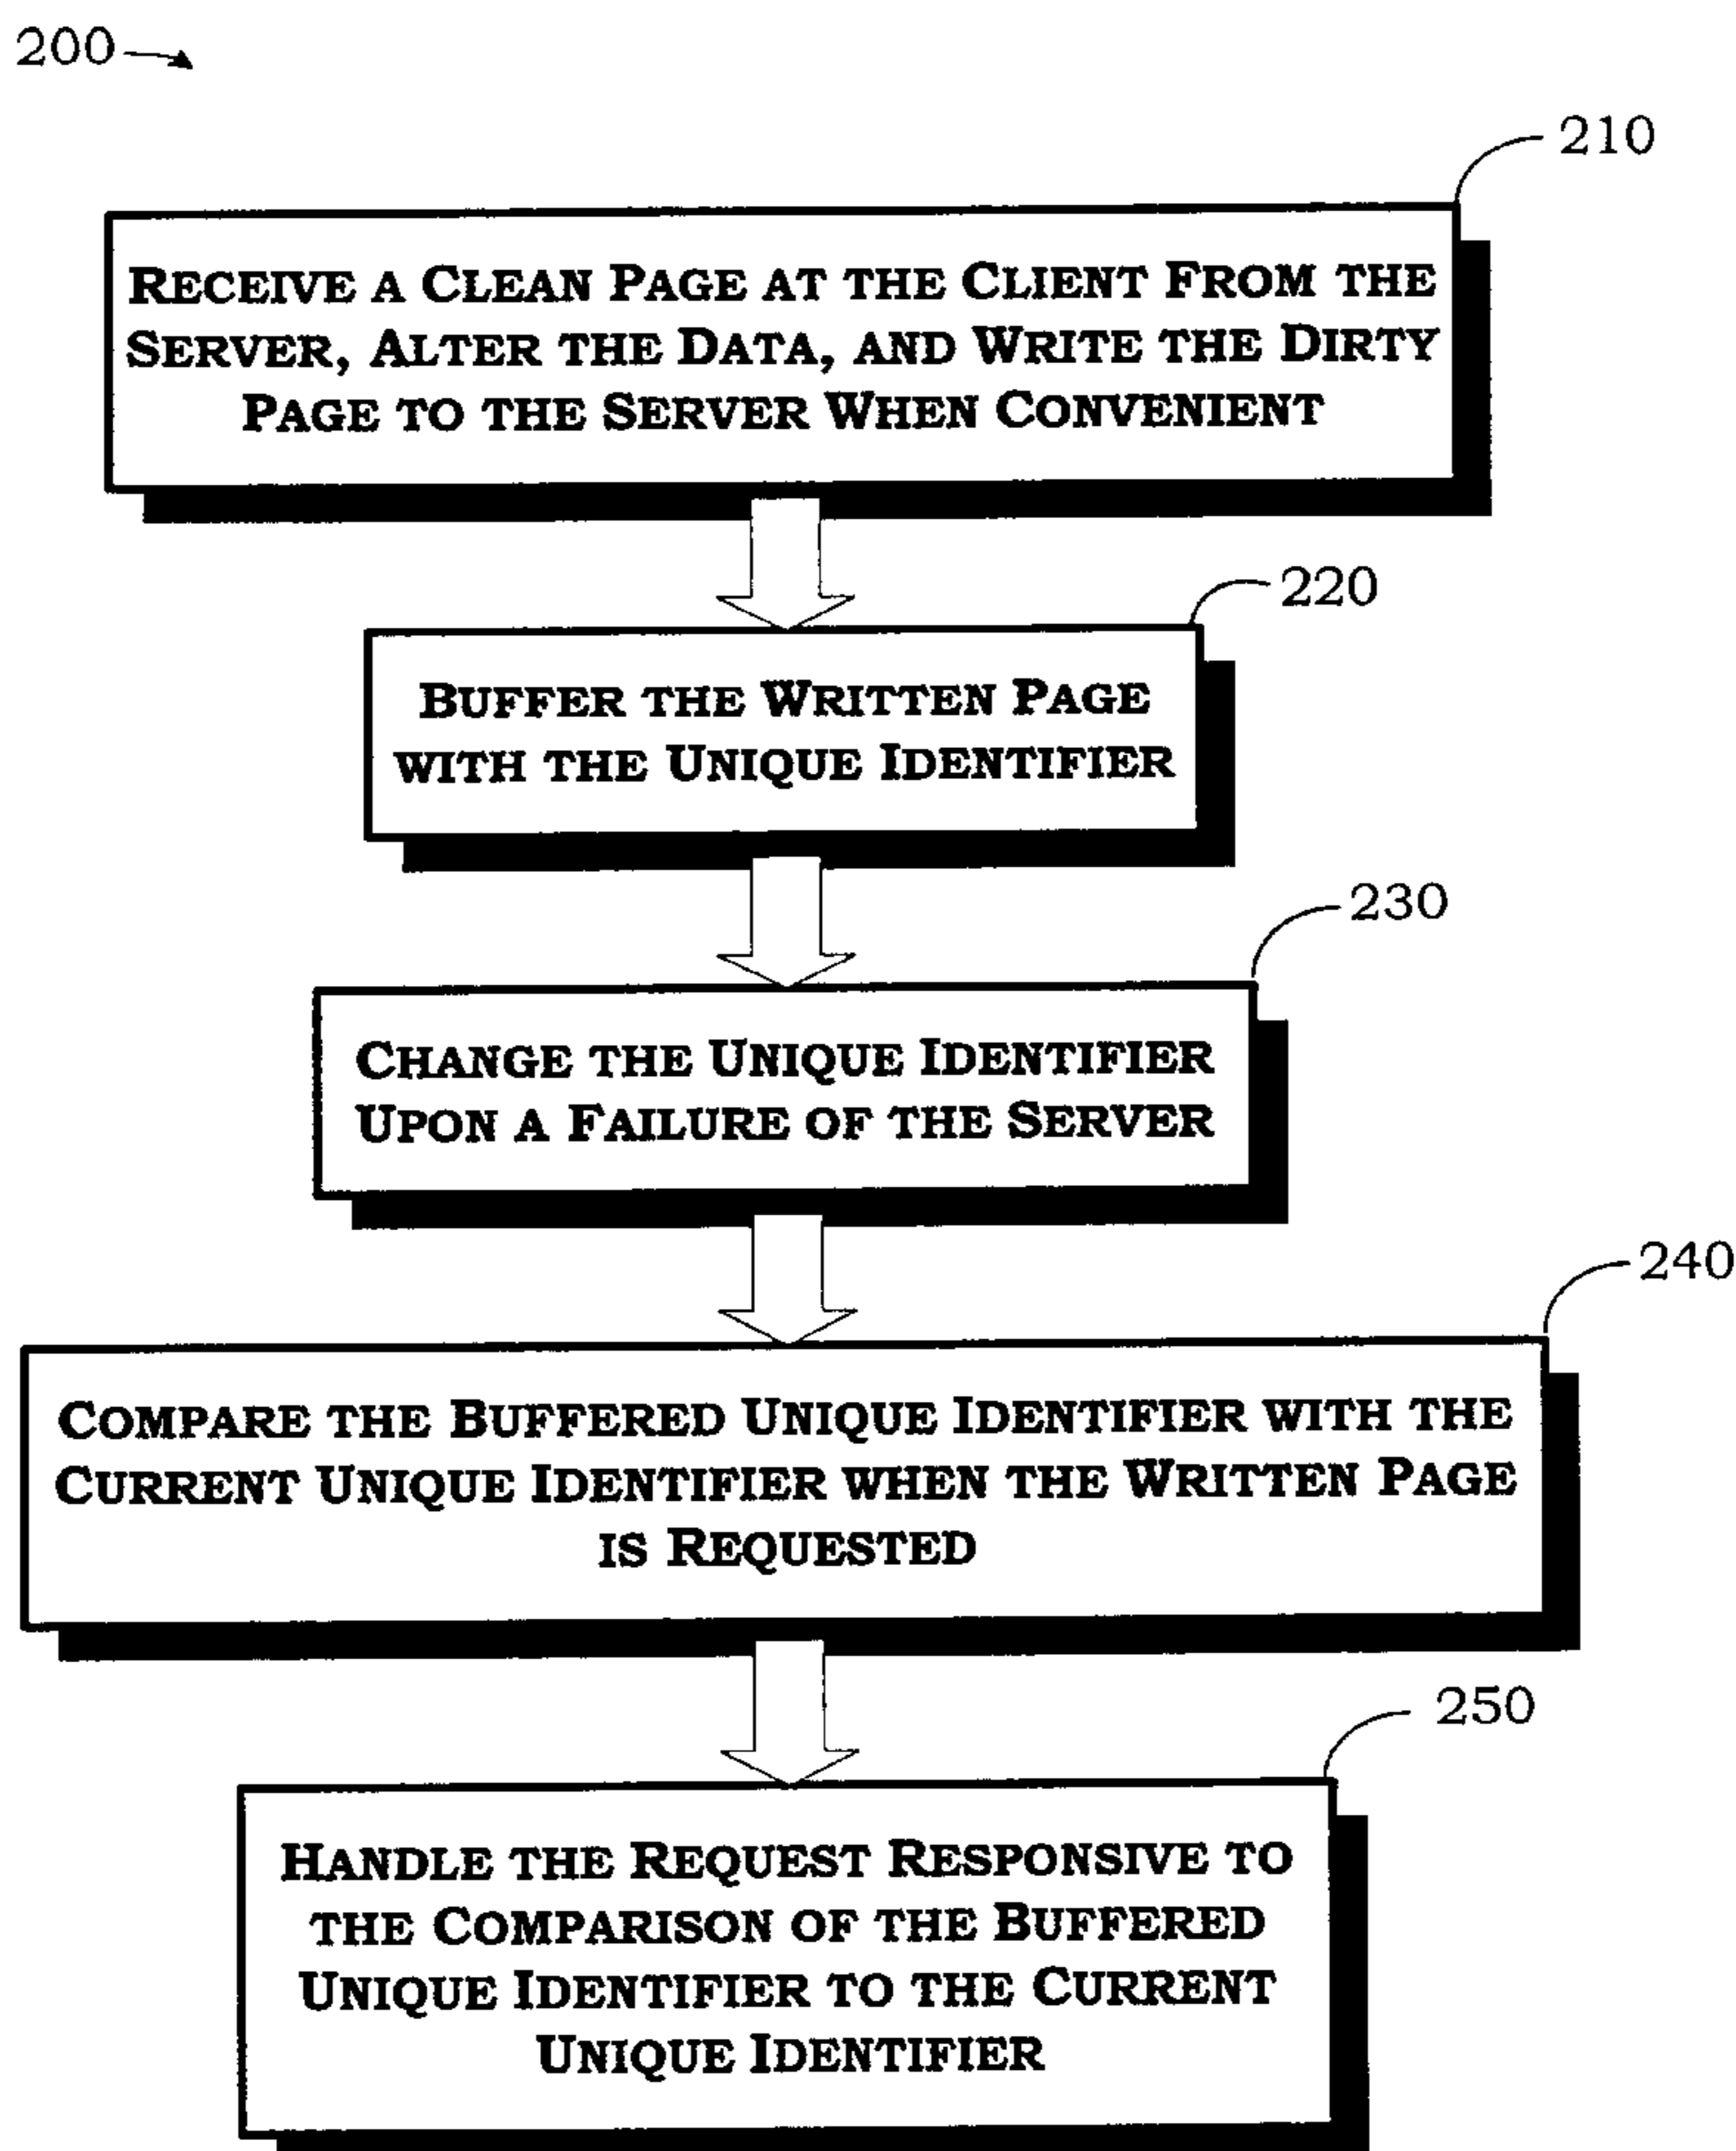 200
210
RECEIVE A CLEAN PAGE AT THE CLIENT FROM THE
SERVER, ALTER THE DATA, AND WRITE THE DIRTY
PAGE TO THE SERVER WHEN CONVENIENT
220
BUFFER THE WRITTEN PAGE
WITH THE UNIQUE IDENTIFIER
230
CHANGE THE UNIQUE IDENTIFIER
UPON A FAILURE OF THE SERVER
240
COMPARE THE BUFFERED UNIQUE IDENTIFIER WITH THE
CURRENT UNIQUE IDENTIFIER WHEN THE WRITTEN PAGE
IS REQUESTED
250
HANDLE THE REQUEST RESPONSIVE TO
THE COMPARISON OF THE BUFFERED
UNIQUE IDENTIFIER TO THE CURRENT
UNIQUE IDENTIFIER